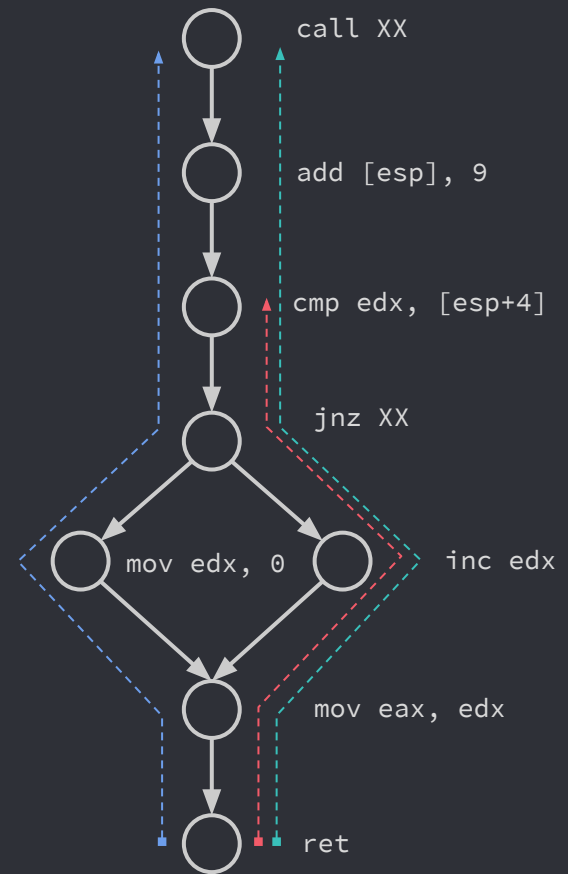 call XX
add [esp], 9
cmp edx, [esp+4]
jnz XX
mov edx, 0
inc edx
mov eax, edx
ret